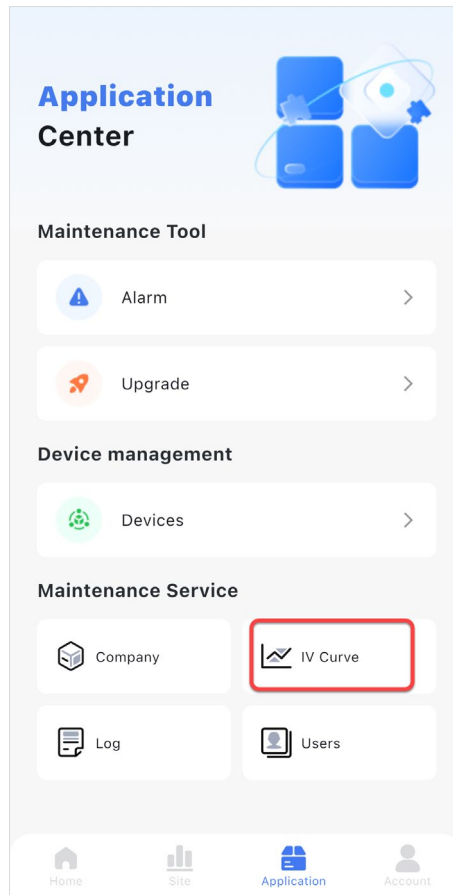 Application
Center
Maintenance Tool
Alarm
Upgrade
Device management
Devices
Maintenance Service
Company
IV Curve
Log
Users
Home
Site
Application
Account